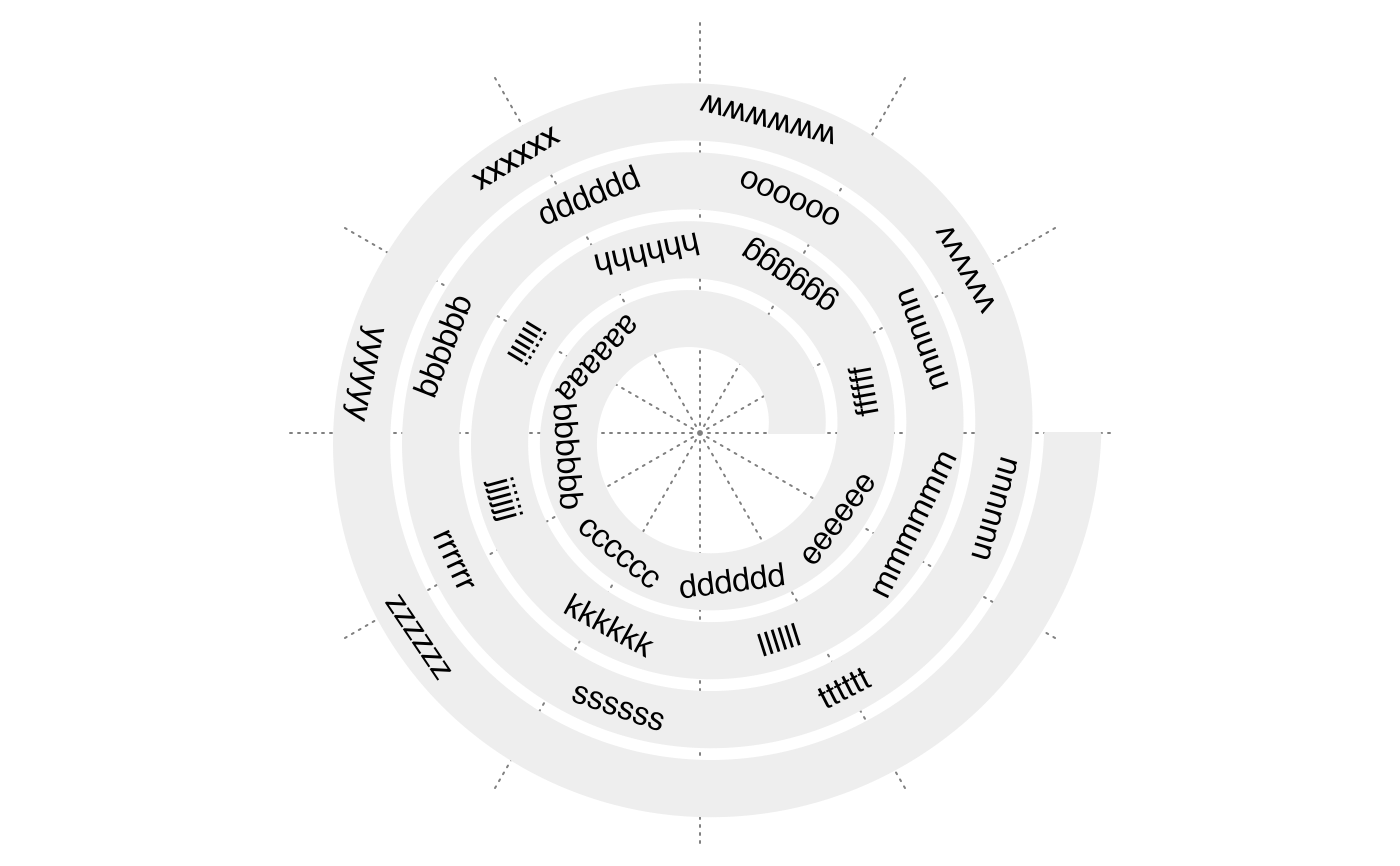 aaaaaa
bbbbbb
cccccc
dddddd
eeeeee
ffffff
gggggg
hhhhhh
iiiiii
jjjjjj
kkkkkk
llllll
mmmmmm
nnnnnn
oooooo
pppppp
qqqqqq
rrrrrr
ssssss
tttttt
uuuuuu
vvvvvv
wwwwww
xxxxxx
yyyyyy
zzzzzz